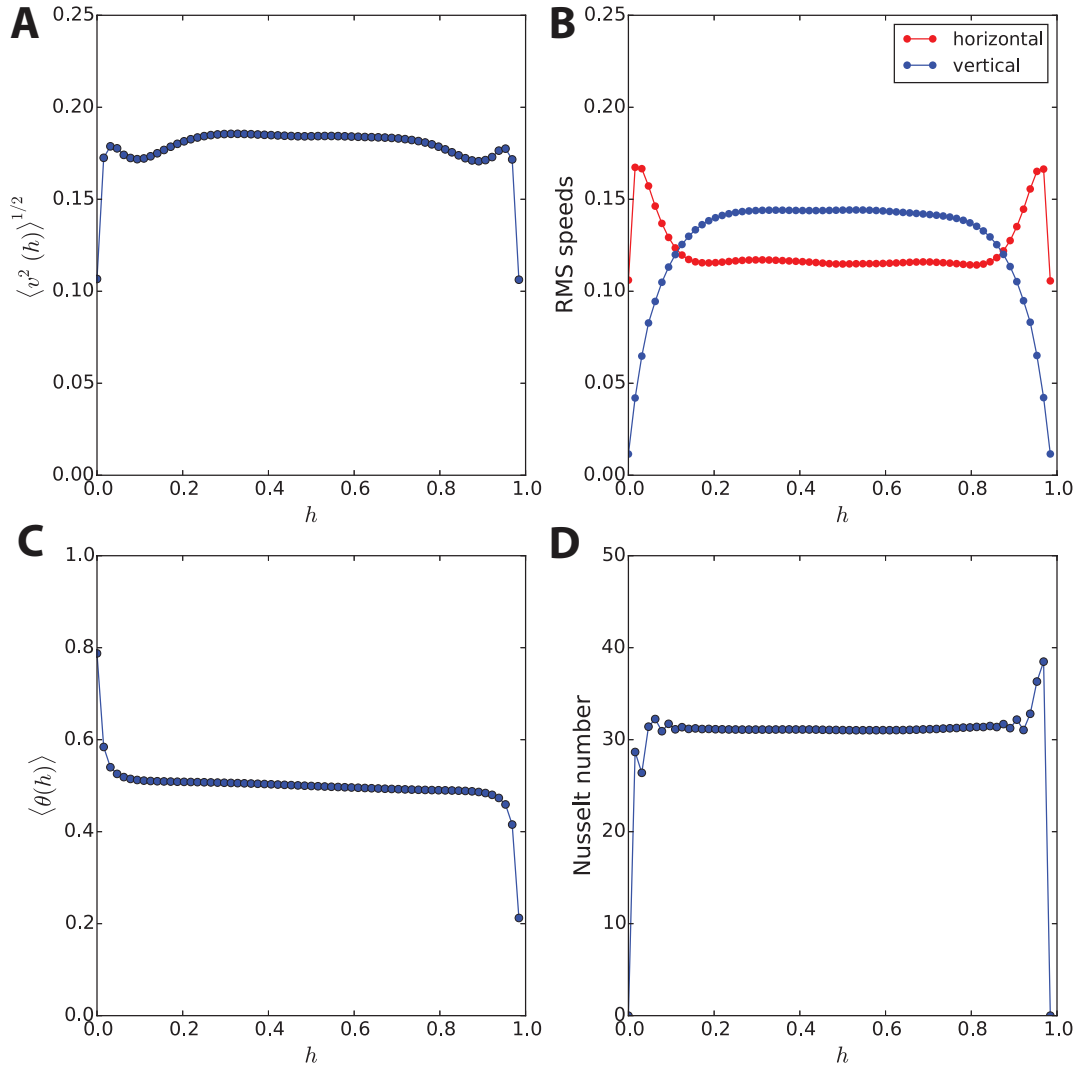 A
0.25
0.20
0.15
0.10
0.05
0.00
⟨v² (h)⟩^{1/2}
0.0 0.2 0.4 0.6 0.8 1.0
h
B
0.25
0.20
0.15
0.10
0.05
0.00
RMS speeds
horizontal
vertical
0.0 0.2 0.4 0.6 0.8 1.0
h
C
1.0
0.8
0.6
0.4
0.2
0.0
⟨θ(h)⟩
0.0 0.2 0.4 0.6 0.8 1.0
h
D
50
40
30
20
10
0
Nusselt number
0.0 0.2 0.4 0.6 0.8 1.0
h